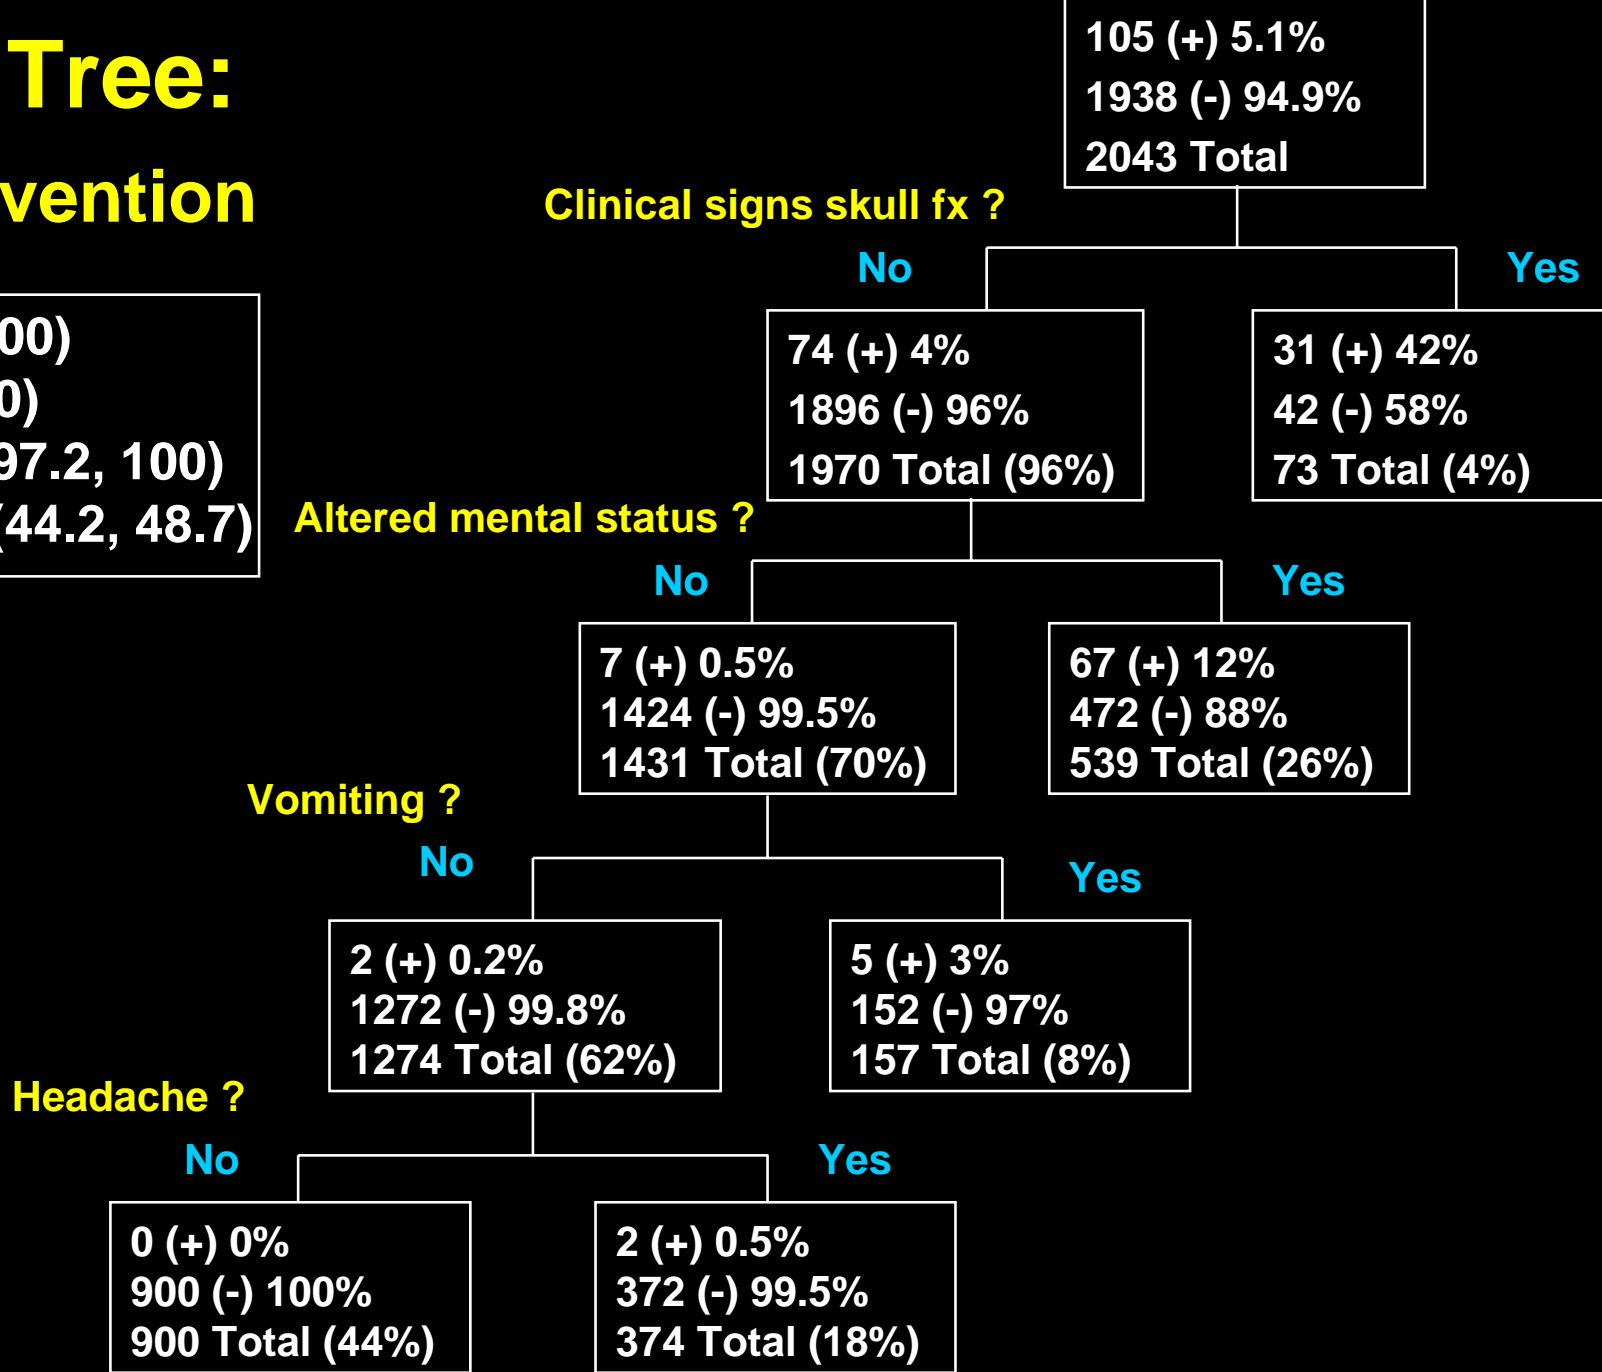 Tree:
vention
00)
0)
97.2, 100)
(44.2, 48.7)
105 (+) 5.1%
1938 (-) 94.9%
2043 Total
Clinical signs skull fx ?
No
Yes
74 (+) 4%
1896 (-) 96%
1970 Total (96%)
31 (+) 42%
42 (-) 58%
73 Total (4%)
Altered mental status ?
No
Yes
7 (+) 0.5%
1424 (-) 99.5%
1431 Total (70%)
67 (+) 12%
472 (-) 88%
539 Total (26%)
Vomiting ?
No
Yes
2 (+) 0.2%
1272 (-) 99.8%
1274 Total (62%)
5 (+) 3%
152 (-) 97%
157 Total (8%)
Headache ?
No
Yes
0 (+) 0%
900 (-) 100%
900 Total (44%)
2 (+) 0.5%
372 (-) 99.5%
374 Total (18%)